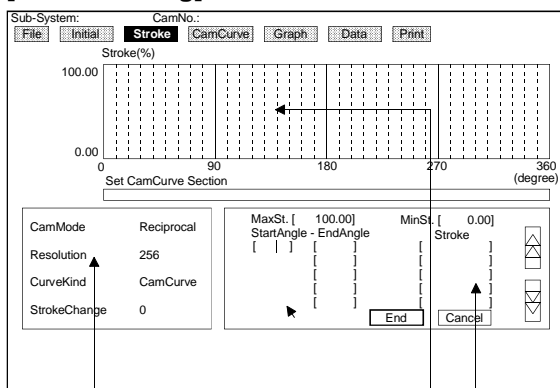 Sub-System: CamNo.:
File Initial Stroke CamCurve Graph Data Print
Stroke(%)
100.00
0.00
0 90 180 270 360
(degree)
Set CamCurve Section
CamMode Reciprocal
Resolution 256
CurveKind CamCurve
StrokeChange 0
MaxSt. [ 100.00] MinSt. [ 0.00]
StartAngle - EndAngle Stroke
[ | ] [ ] [ ]
[ ] [ ]
[ ] [ ]
[ ] [ ]
[ ] [ ]
End Cancel